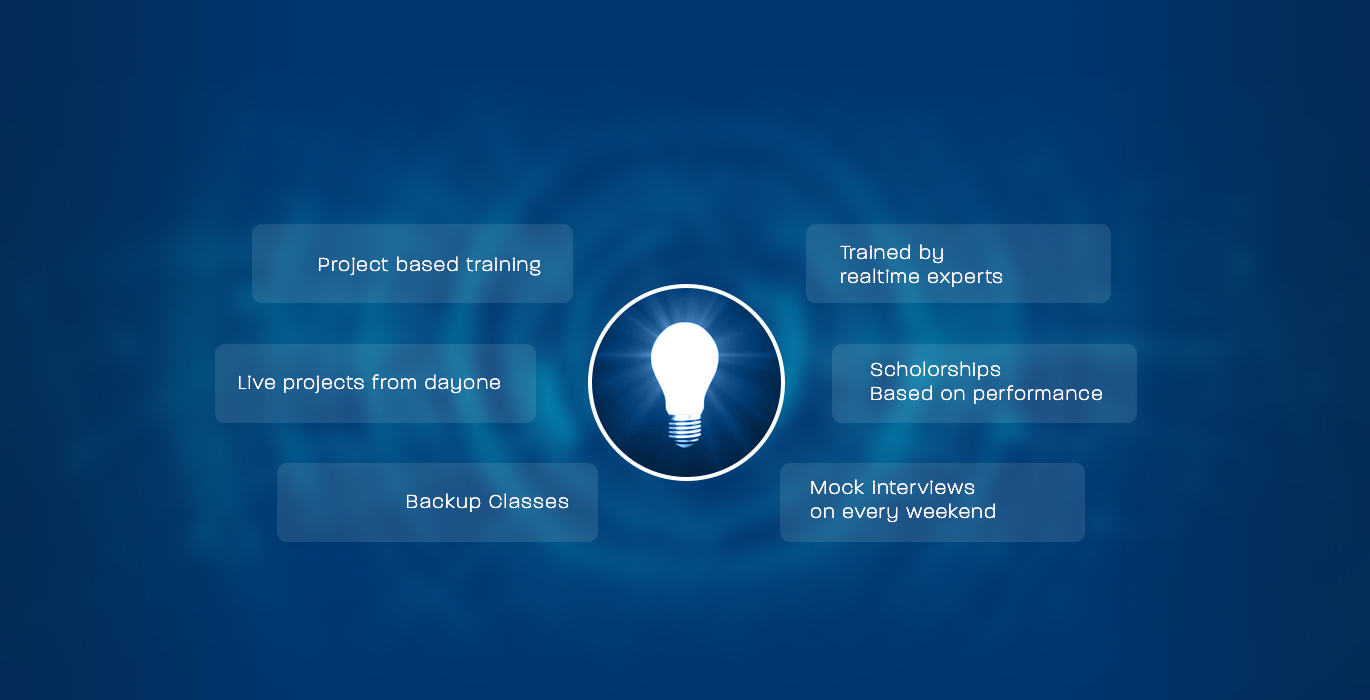 Project based training
Live projects from dayone
Backup Classes
Trained by
realtime experts
Scholorships
Based on performance
Mock Interviews
on every weekend